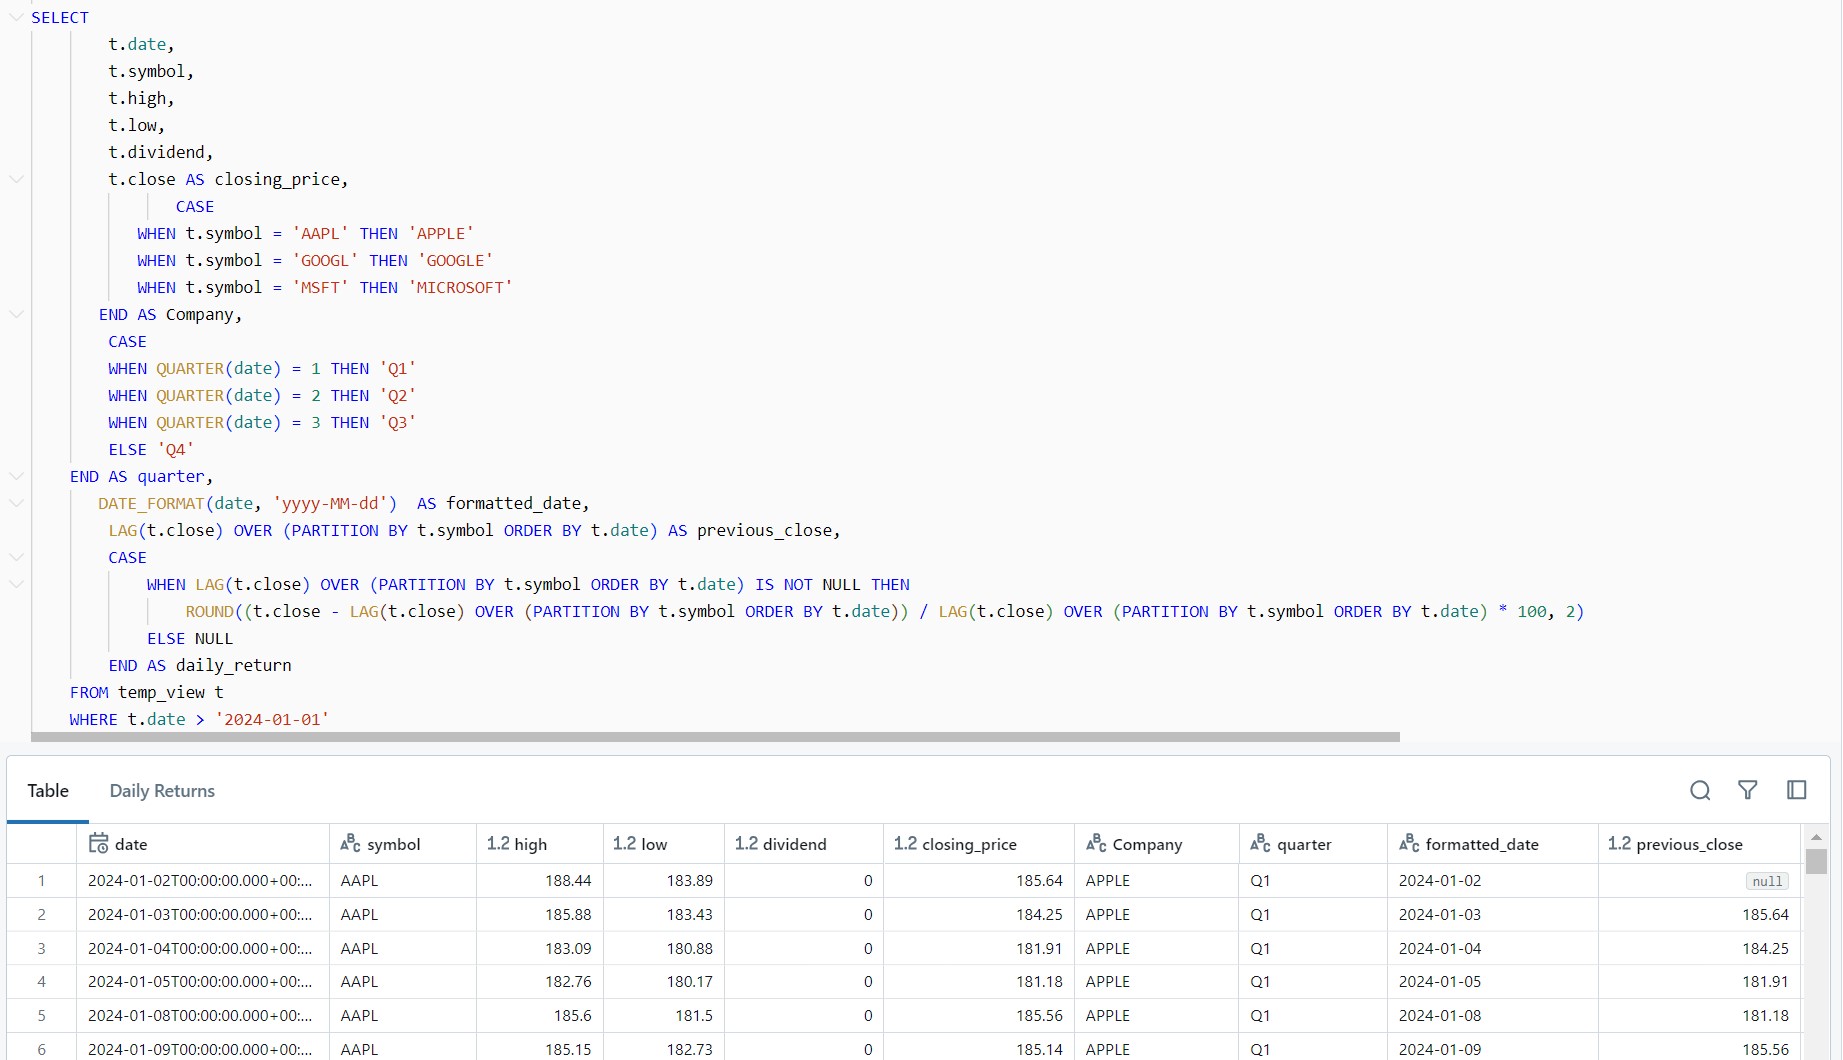 SELECT
t.date,
t.symbol,
t.high,
t.low,
t.dividend,
t.close AS closing_price,
CASE
WHEN t.symbol = 'AAPL' THEN 'APPLE'
WHEN t.symbol = 'GOOGL' THEN 'GOOGLE'
WHEN t.symbol = 'MSFT' THEN 'MICROSOFT'
END AS Company,
CASE
WHEN QUARTER(date) = 1 THEN 'Q1'
WHEN QUARTER(date) = 2 THEN 'Q2'
WHEN QUARTER(date) = 3 THEN 'Q3'
ELSE 'Q4'
END AS quarter,
DATE_FORMAT(date, 'yyyy-MM-dd')  AS formatted_date,
LAG(t.close) OVER (PARTITION BY t.symbol ORDER BY t.date) AS previous_close,
CASE
WHEN LAG(t.close) OVER (PARTITION BY t.symbol ORDER BY t.date) IS NOT NULL THEN
ROUND((t.close - LAG(t.close) OVER (PARTITION BY t.symbol ORDER BY t.date)) / LAG(t.close) OVER (PARTITION BY t.symbol ORDER BY t.date) * 100, 2)
ELSE NULL
END AS daily_return
FROM temp_view t
WHERE t.date > '2024-01-01'
Table Daily Returns
date ABC symbol 1.2 high 1.2 low 1.2 dividend 1.2 closing_price ABC Company ABC quarter ABC formatted_date 1.2 previous_close
1 2024-01-02T00:00:00.000+00:... AAPL 188.44 183.89 0 185.64 APPLE Q1 2024-01-02 null
2 2024-01-03T00:00:00.000+00:... AAPL 185.88 183.43 0 184.25 APPLE Q1 2024-01-03 185.64
3 2024-01-04T00:00:00.000+00:... AAPL 183.09 180.88 0 181.91 APPLE Q1 2024-01-04 184.25
4 2024-01-05T00:00:00.000+00:... AAPL 182.76 180.17 0 181.18 APPLE Q1 2024-01-05 181.91
5 2024-01-08T00:00:00.000+00:... AAPL 185.6 181.5 0 185.56 APPLE Q1 2024-01-08 181.18
6 2024-01-09T00:00:00.000+00:... AAPL 185.15 182.73 0 185.14 APPLE Q1 2024-01-09 185.56